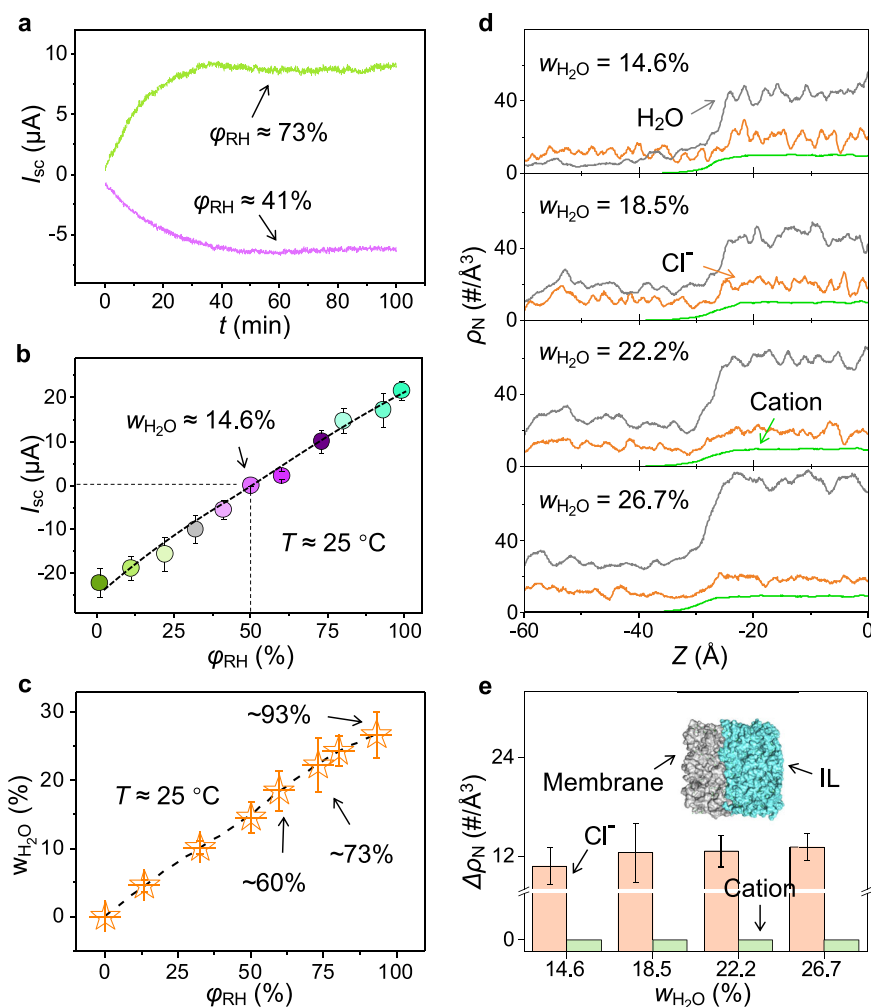 a
10
5
0
-5
I_sc (μA)
φ_RH ≈ 73%
φ_RH ≈ 41%
0 20 40 60 80 100
t (min)
b
20
10
0
-10
-20
I_sc (μA)
w_H₂O ≈ 14.6%
T ≈ 25 °C
0 25 50 75 100
φ_RH (%)
c
30
20
10
0
w_H₂O (%)
~93%
T ≈ 25 °C
~73%
~60%
0 25 50 75 100
φ_RH (%)
d
w_H₂O = 14.6%
40
H₂O
0
w_H₂O = 18.5%
40
Cl⁻
0
w_H₂O = 22.2%
40
Cation
0
w_H₂O = 26.7%
40
0
ρ_N (#/Å³)
-60 -40 -20 0
Z (Å)
e
24
12
0
Δρ_N (#/Å³)
Membrane
IL
Cl⁻
Cation
14.6 18.5 22.2 26.7
w_H₂O (%)